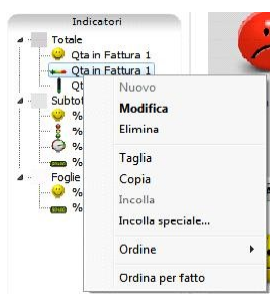 Indicatori
Totale
Qta in Fattura 1
Qta in Fattura 1
Qt
Nuovo
Modifica
Subtot
Elimina
%
%
%
Taglia
%
Copia
Foglie
Incolla
%
Incolla speciale...
%
Ordine
Ordina per fatto